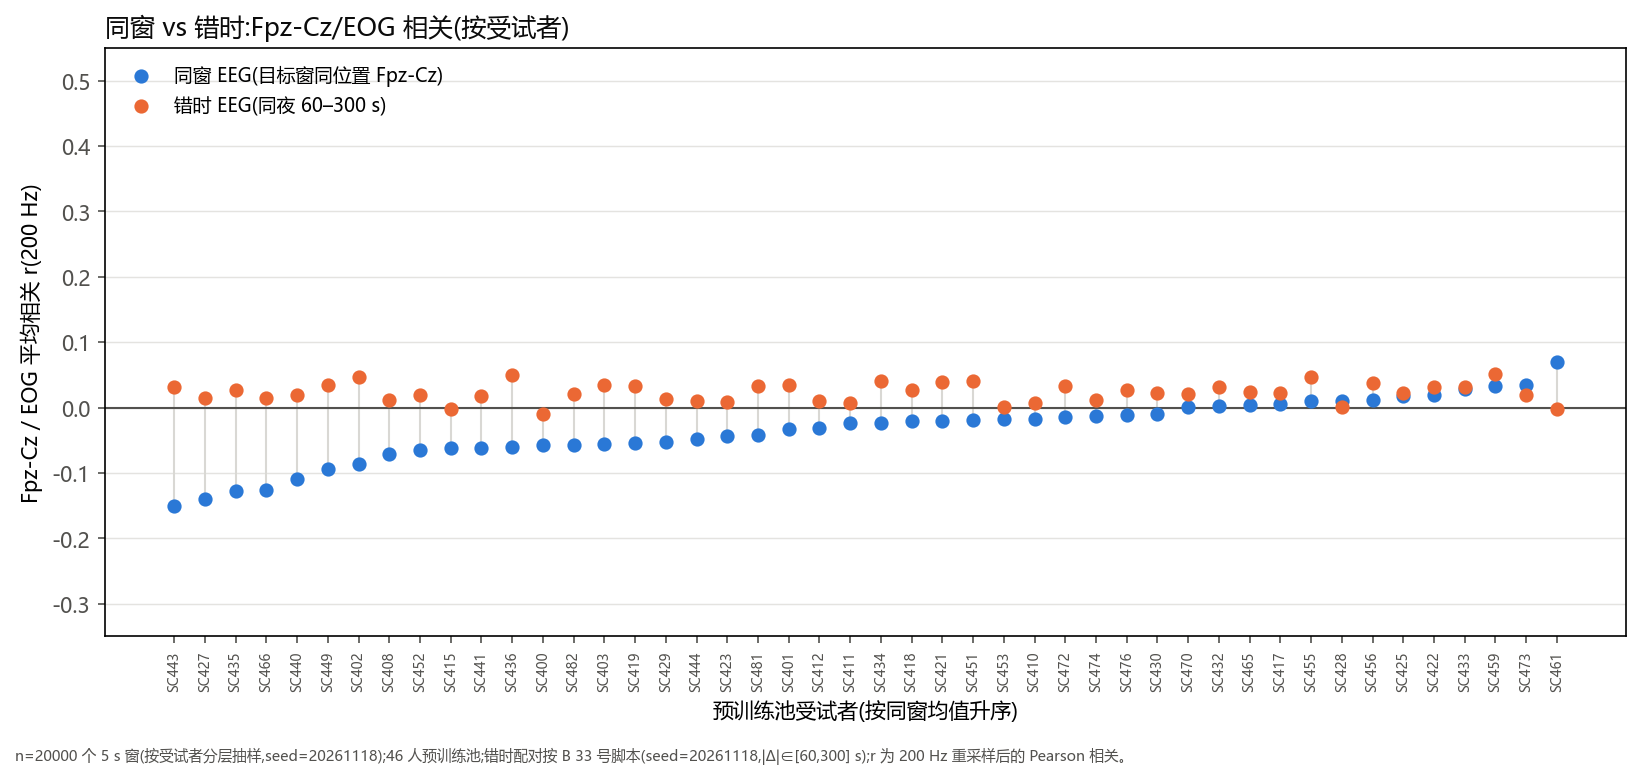 同窗 vs 错时:Fpz-Cz/EOG 相关(按受试者)
同窗 EEG(目标窗同位置 Fpz-Cz)
错时 EEG(同夜 60–300 s)
Fpz-Cz / EOG 平均相关 r(200 Hz)
0.5
0.4
0.3
0.2
0.1
0.0
-0.1
-0.2
-0.3
SC443
SC427
SC435
SC466
SC440
SC449
SC402
SC408
SC452
SC415
SC441
SC436
SC400
SC482
SC403
SC419
SC429
SC444
SC423
SC481
SC401
SC412
SC411
SC434
SC418
SC421
SC451
SC453
SC410
SC472
SC474
SC476
SC430
SC470
SC432
SC465
SC417
SC455
SC428
SC456
SC425
SC422
SC433
SC459
SC473
SC461
预训练池受试者(按同窗均值升序)
n=20000 个 5 s 窗(按受试者分层抽样,seed=20261118);46 人预训练池;错时配对按 B 33 号脚本(seed=20261118,|Δ|∈[60,300] s);r 为 200 Hz 重采样后的 Pearson 相关。